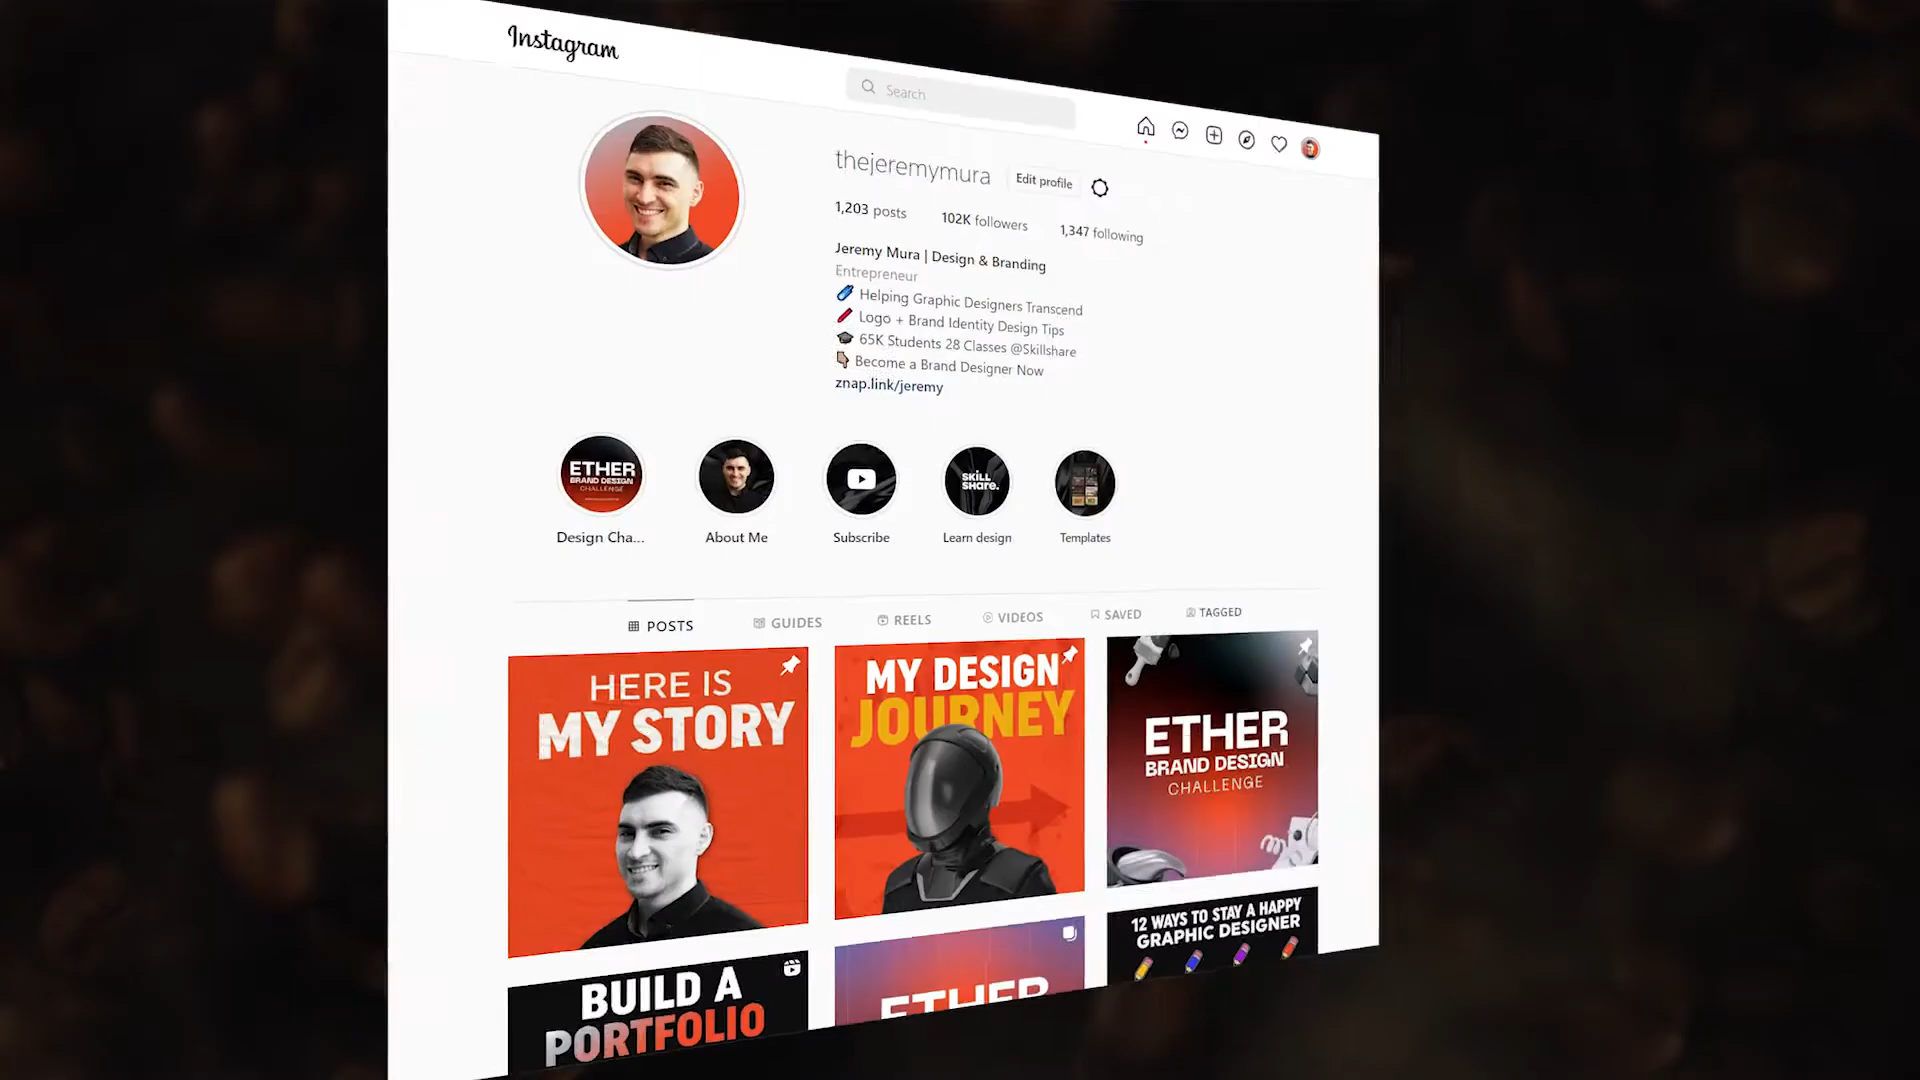 Instagram
Search
thejeremymura
Edit profile
1,203 posts
102K followers
1,347 following
Jeremy Mura | Design & Branding
Entrepreneur
Helping Graphic Designers Transcend
Logo + Brand Identity Design Tips
65K Students 28 Classes @Skillshare
Become a Brand Designer Now
znap.link/jeremy
ETHER
BRAND DESIGN
CHALLENGE
SKILL
SHARE.
Design Cha...
About Me
Subscribe
Learn design
Templates
POSTS
GUIDES
REELS
VIDEOS
SAVED
TAGGED
HERE IS
MY STORY
MY DESIGN
JOURNEY
ETHER
BRAND DESIGN
CHALLENGE
BUILD A
PORTFOLIO
ETHER
12 WAYS TO STAY A HAPPY
GRAPHIC DESIGNER